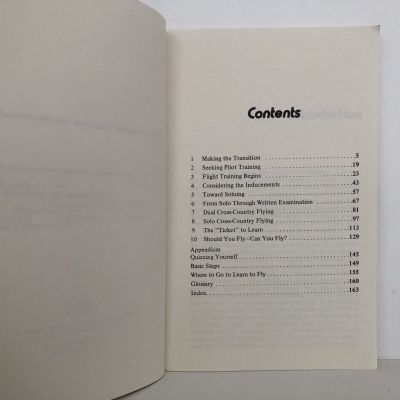 Contents
1 Making the Transition ........................ 5
2 Seeking Pilot Training ........................ 19
3 Flight Training Begins ........................ 23
4 Considering the Inducements ........................ 43
5 Toward Soloing ........................ 57
6 From Solo Through Written Examination ........................ 67
7 Dual Cross-Country Flying ........................ 81
8 Solo Cross-Country Flying ........................ 97
9 The "Ticket" to Learn ........................ 113
10 Should You Fly—Can You Fly? ........................ 129
Appendices
Quizzing Yourself ........................ 145
Basic Steps ........................ 149
Where to Go to Learn to Fly ........................ 155
Glossary ........................ 160
Index ........................ 163